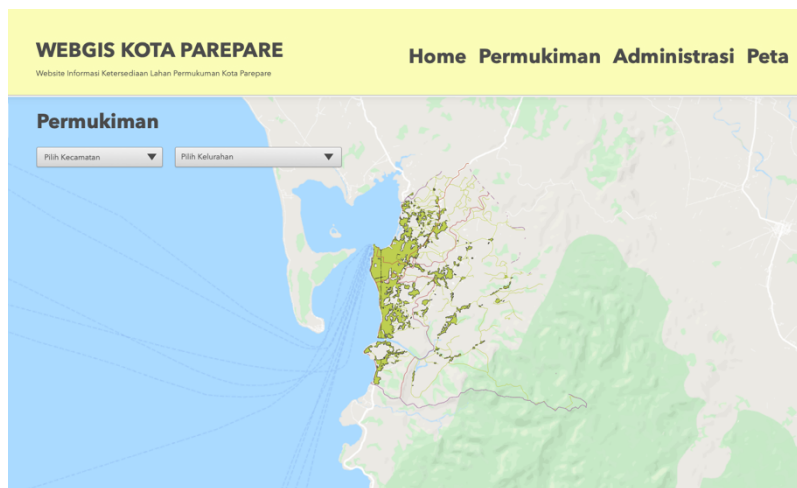 WEBGIS KOTA PAREPARE
Website Informasi Ketersediaan Lahan Permukuman Kota Parepare
Home Permukiman Administrasi Peta
Permukiman
Pilih Kecamatan
Pilih Kelurahan